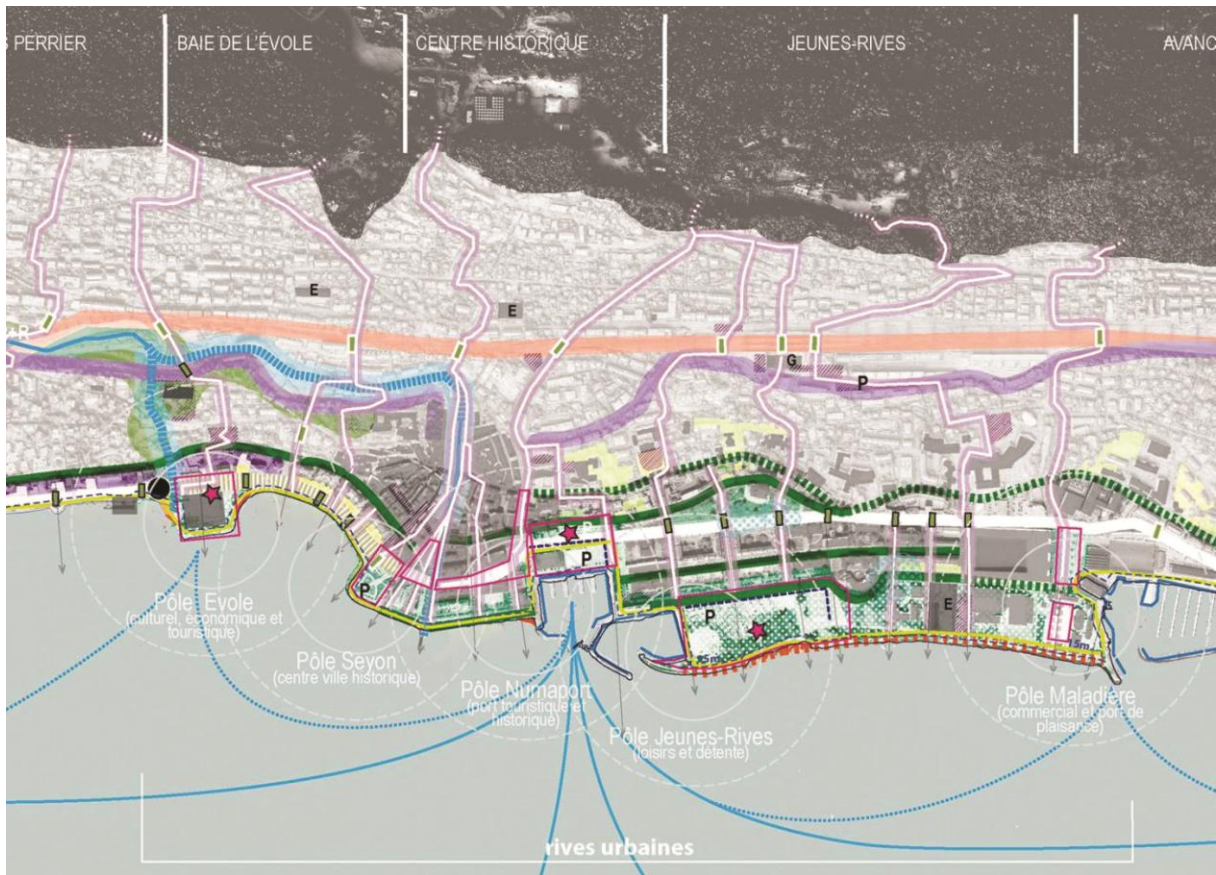 S PERRIER
BAIE DE L'ÉVOLE
CENTRE HISTORIQUE
JEUNES-RIVES
AVANC
E
E
G
P
P
P
P
E
P
Pôle Evole
(culturel, économique et
touristique)
Pôle Seyon
(centre ville historique)
Pôle Numaport
(port touristique et
historique)
Pôle Jeunes-Rives
(loisirs et détente)
Pôle Maladière
(commercial et port de
plaisance)
rives urbaines